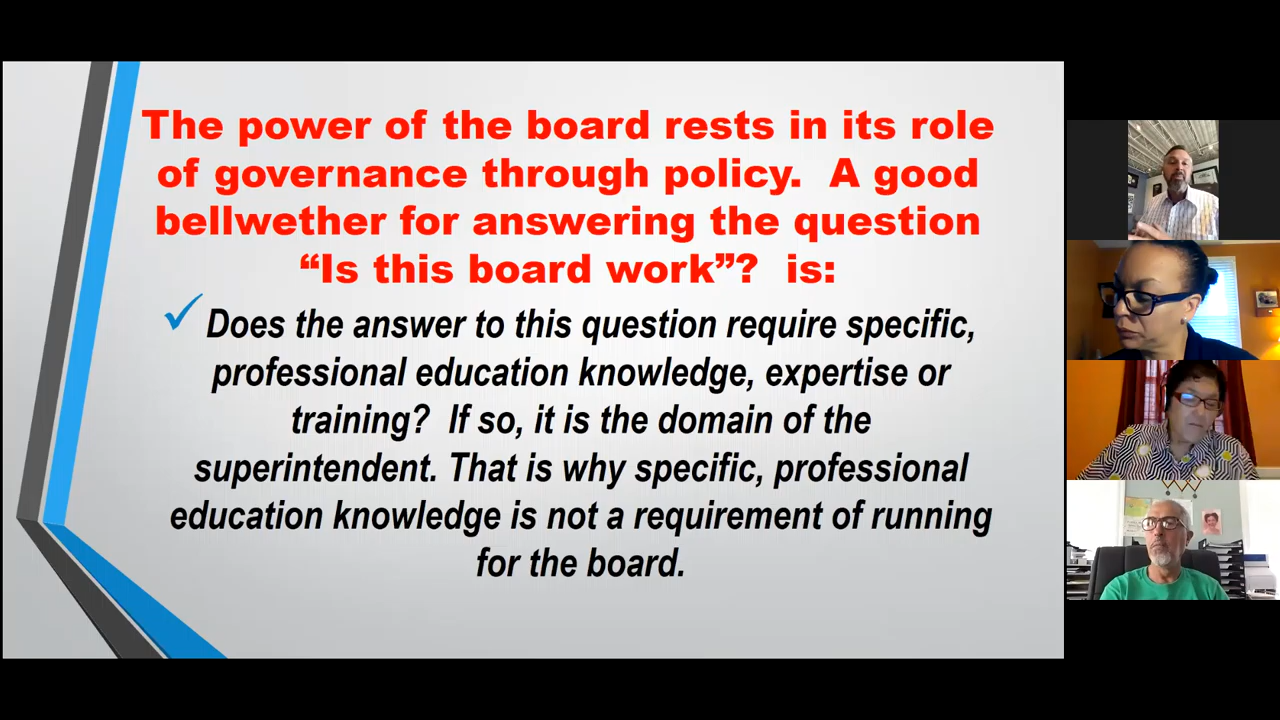 The power of the board rests in its role
of governance through policy.  A good
bellwether for answering the question
“Is this board work”?  is:
✓ Does the answer to this question require specific,
professional education knowledge, expertise or
training?  If so, it is the domain of the
superintendent. That is why specific, professional
education knowledge is not a requirement of running
for the board.